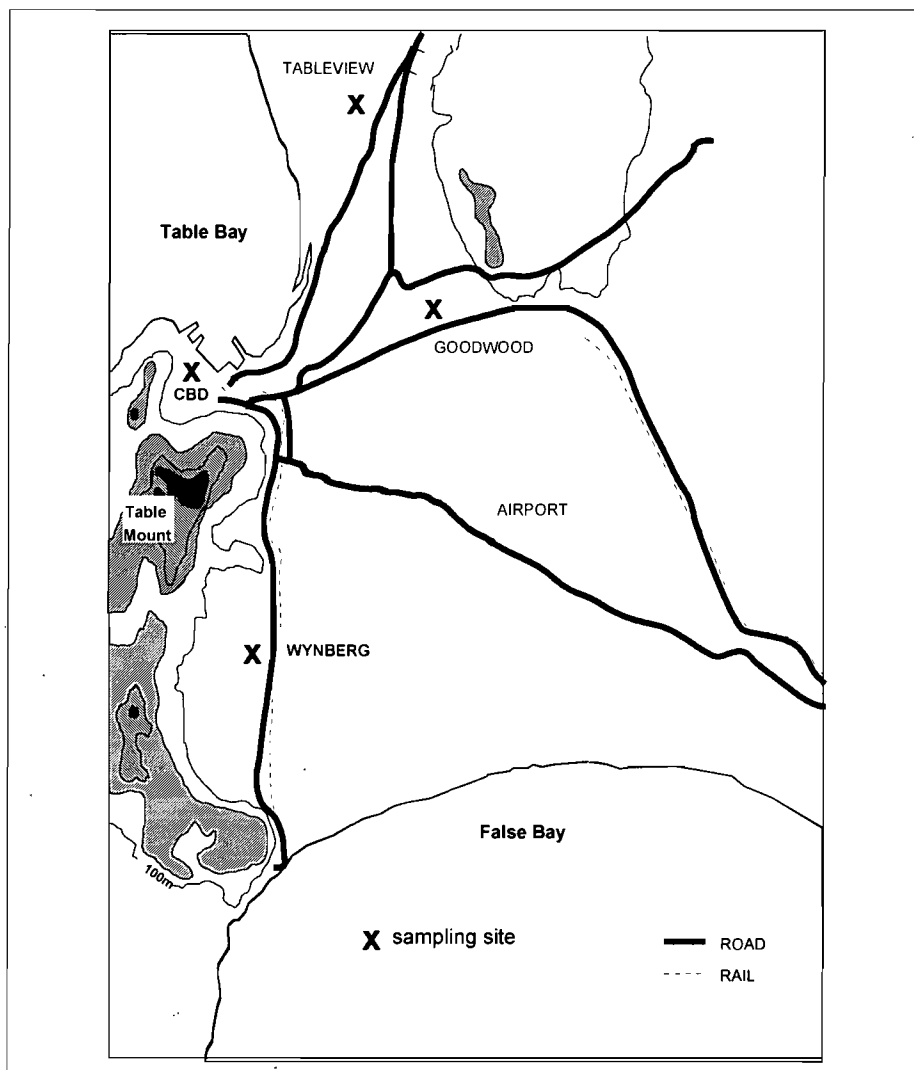 TABLEVIEW
X
Table Bay
X
GOODWOOD
X
CBD
Table
Mount
AIRPORT
X WYNBERG
False Bay
100m
X sampling site
ROAD
RAIL